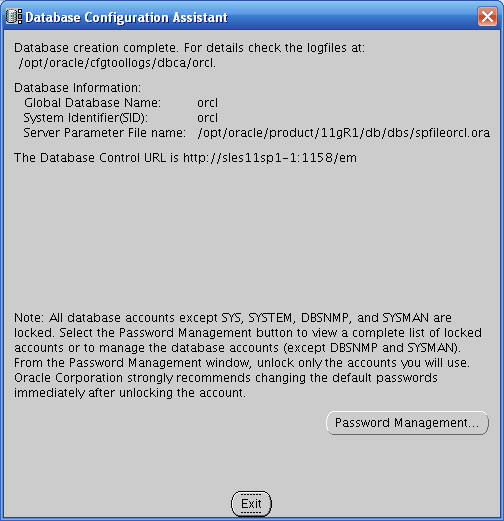 Database Configuration Assistant
Database creation complete. For details check the logfiles at:
/opt/oracle/cfgtoollogs/dbca/orcl.
Database Information:
Global Database Name: orcl
System Identifier(SID): orcl
Server Parameter File name: /opt/oracle/product/11gR1/db/dbs/spfileorcl.ora
The Database Control URL is http://sles11sp1-1:1158/em
Note: All database accounts except SYS, SYSTEM, DBSNMP, and SYSMAN are
locked. Select the Password Management button to view a complete list of locked
accounts or to manage the database accounts (except DBSNMP and SYSMAN).
From the Password Management window, unlock only the accounts you will use.
Oracle Corporation strongly recommends changing the default passwords
immediately after unlocking the account.
Password Management...
Exit